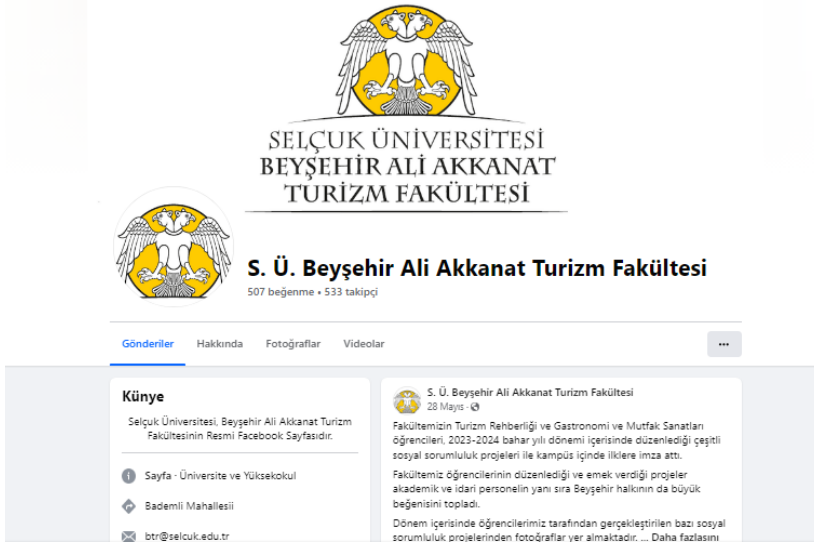 SELÇUK ÜNİVERSİTESİ
BEYŞEHİR ALİ AKKANAT
TURİZM FAKÜLTESİ
S. Ü. Beyşehir Ali Akkanat Turizm Fakültesi
507 beğenme • 533 takipçi
Gönderiler
Hakkında
Fotoğraflar
Videolar
...
Künye
Selçuk Üniversitesi, Beyşehir Ali Akkanat Turizm
Fakültesinin Resmi Facebook Sayfasıdır.
Sayfa · Üniversite ve Yüksekokul
Bademli Mahallesii
btr@selcuk.edu.tr
S. Ü. Beyşehir Ali Akkanat Turizm Fakültesi
28 Mayıs ·
Fakültemizin Turizm Rehberliği ve Gastronomi ve Mutfak Sanatları
öğrencileri, 2023-2024 bahar yılı dönemi içerisinde düzenlediği çeşitli
sosyal sorumluluk projeleri ile kampüs içinde ilklere imza attı.
Fakültemiz öğrencilerinin düzenlediği ve emek verdiği projeler
akademik ve idari personelin yanı sıra Beyşehir halkının da büyük
beğenisini topladı.
Dönem içerisinde öğrencilerimiz tarafından gerçekleştirilen bazı sosyal
sorumluluk projelerinden fotoğraflar yer almaktadır. ... Daha fazlasını